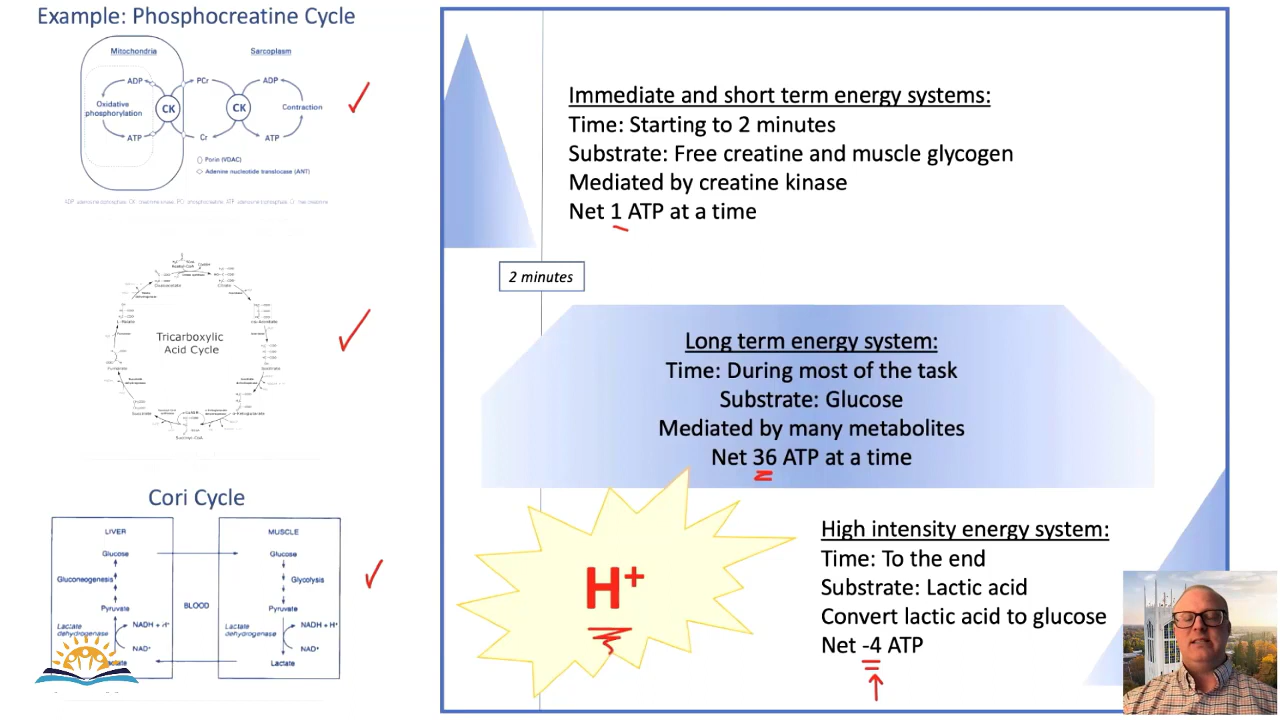 Example: Phosphocreatine Cycle
Mitochondria
Sarcoplasm
ADP
PCr
ADP
Oxidative
phosphorylation
CK
CK
Contraction
ATP
Cr
ATP
Porin (VDAC)
Adenine nucleotide translocase (ANT)
Tricarboxylic
Acid Cycle
Cori Cycle
LIVER
MUSCLE
Glucose
Glucose
Gluconeogenesis
Glycolysis
BLOOD
Pyruvate
Pyruvate
Lactate
dehydrogenase
NADH + H⁺
NAD⁺
Lactate
dehydrogenase
NADH + H⁺
NAD⁺
Lactate
Immediate and short term energy systems:
Time: Starting to 2 minutes
Substrate: Free creatine and muscle glycogen
Mediated by creatine kinase
Net 1 ATP at a time
2 minutes
Long term energy system:
Time: During most of the task
Substrate: Glucose
Mediated by many metabolites
Net 36 ATP at a time
H⁺
High intensity energy system:
Time: To the end
Substrate: Lactic acid
Convert lactic acid to glucose
Net -4 ATP